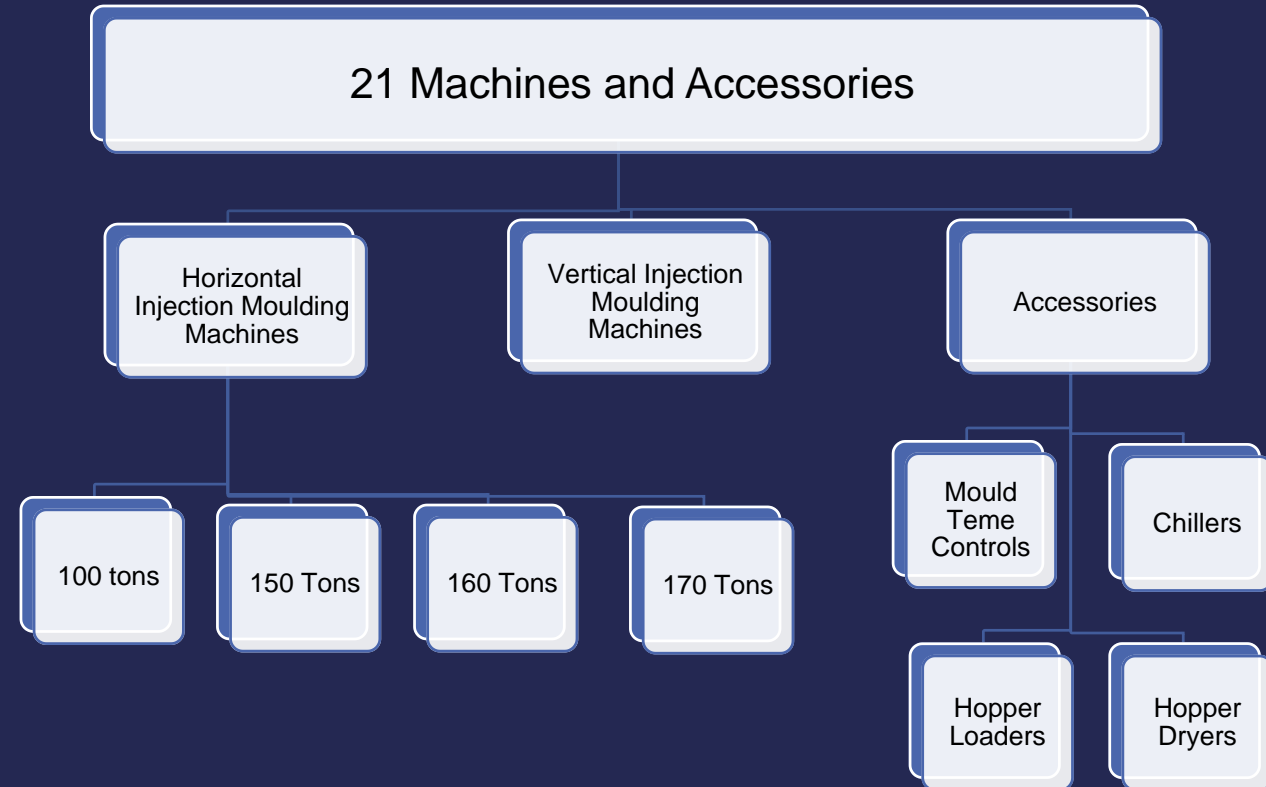 21 Machines and Accessories
Horizontal
Injection Moulding
Machines
Vertical Injection
Moulding
Machines
Accessories
100 tons
150 Tons
160 Tons
170 Tons
Mould
Teme
Controls
Chillers
Hopper
Loaders
Hopper
Dryers